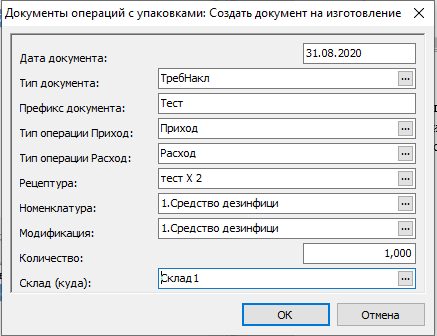 Документы операций с упаковками: Создать документ на изготовление
Дата документа: 31.08.2020
Тип документа: ТребНакл ...
Префикс документа: Тест
Тип операции Приход: Приход ...
Тип операции Расход: Расход ...
Рецептура: тест X 2 ...
Номенклатура: 1.Средство дезинфици ...
Модификация: 1.Средство дезинфици ...
Количество: 1,000
Склад (куда): Склад1 ...
ОК Отмена